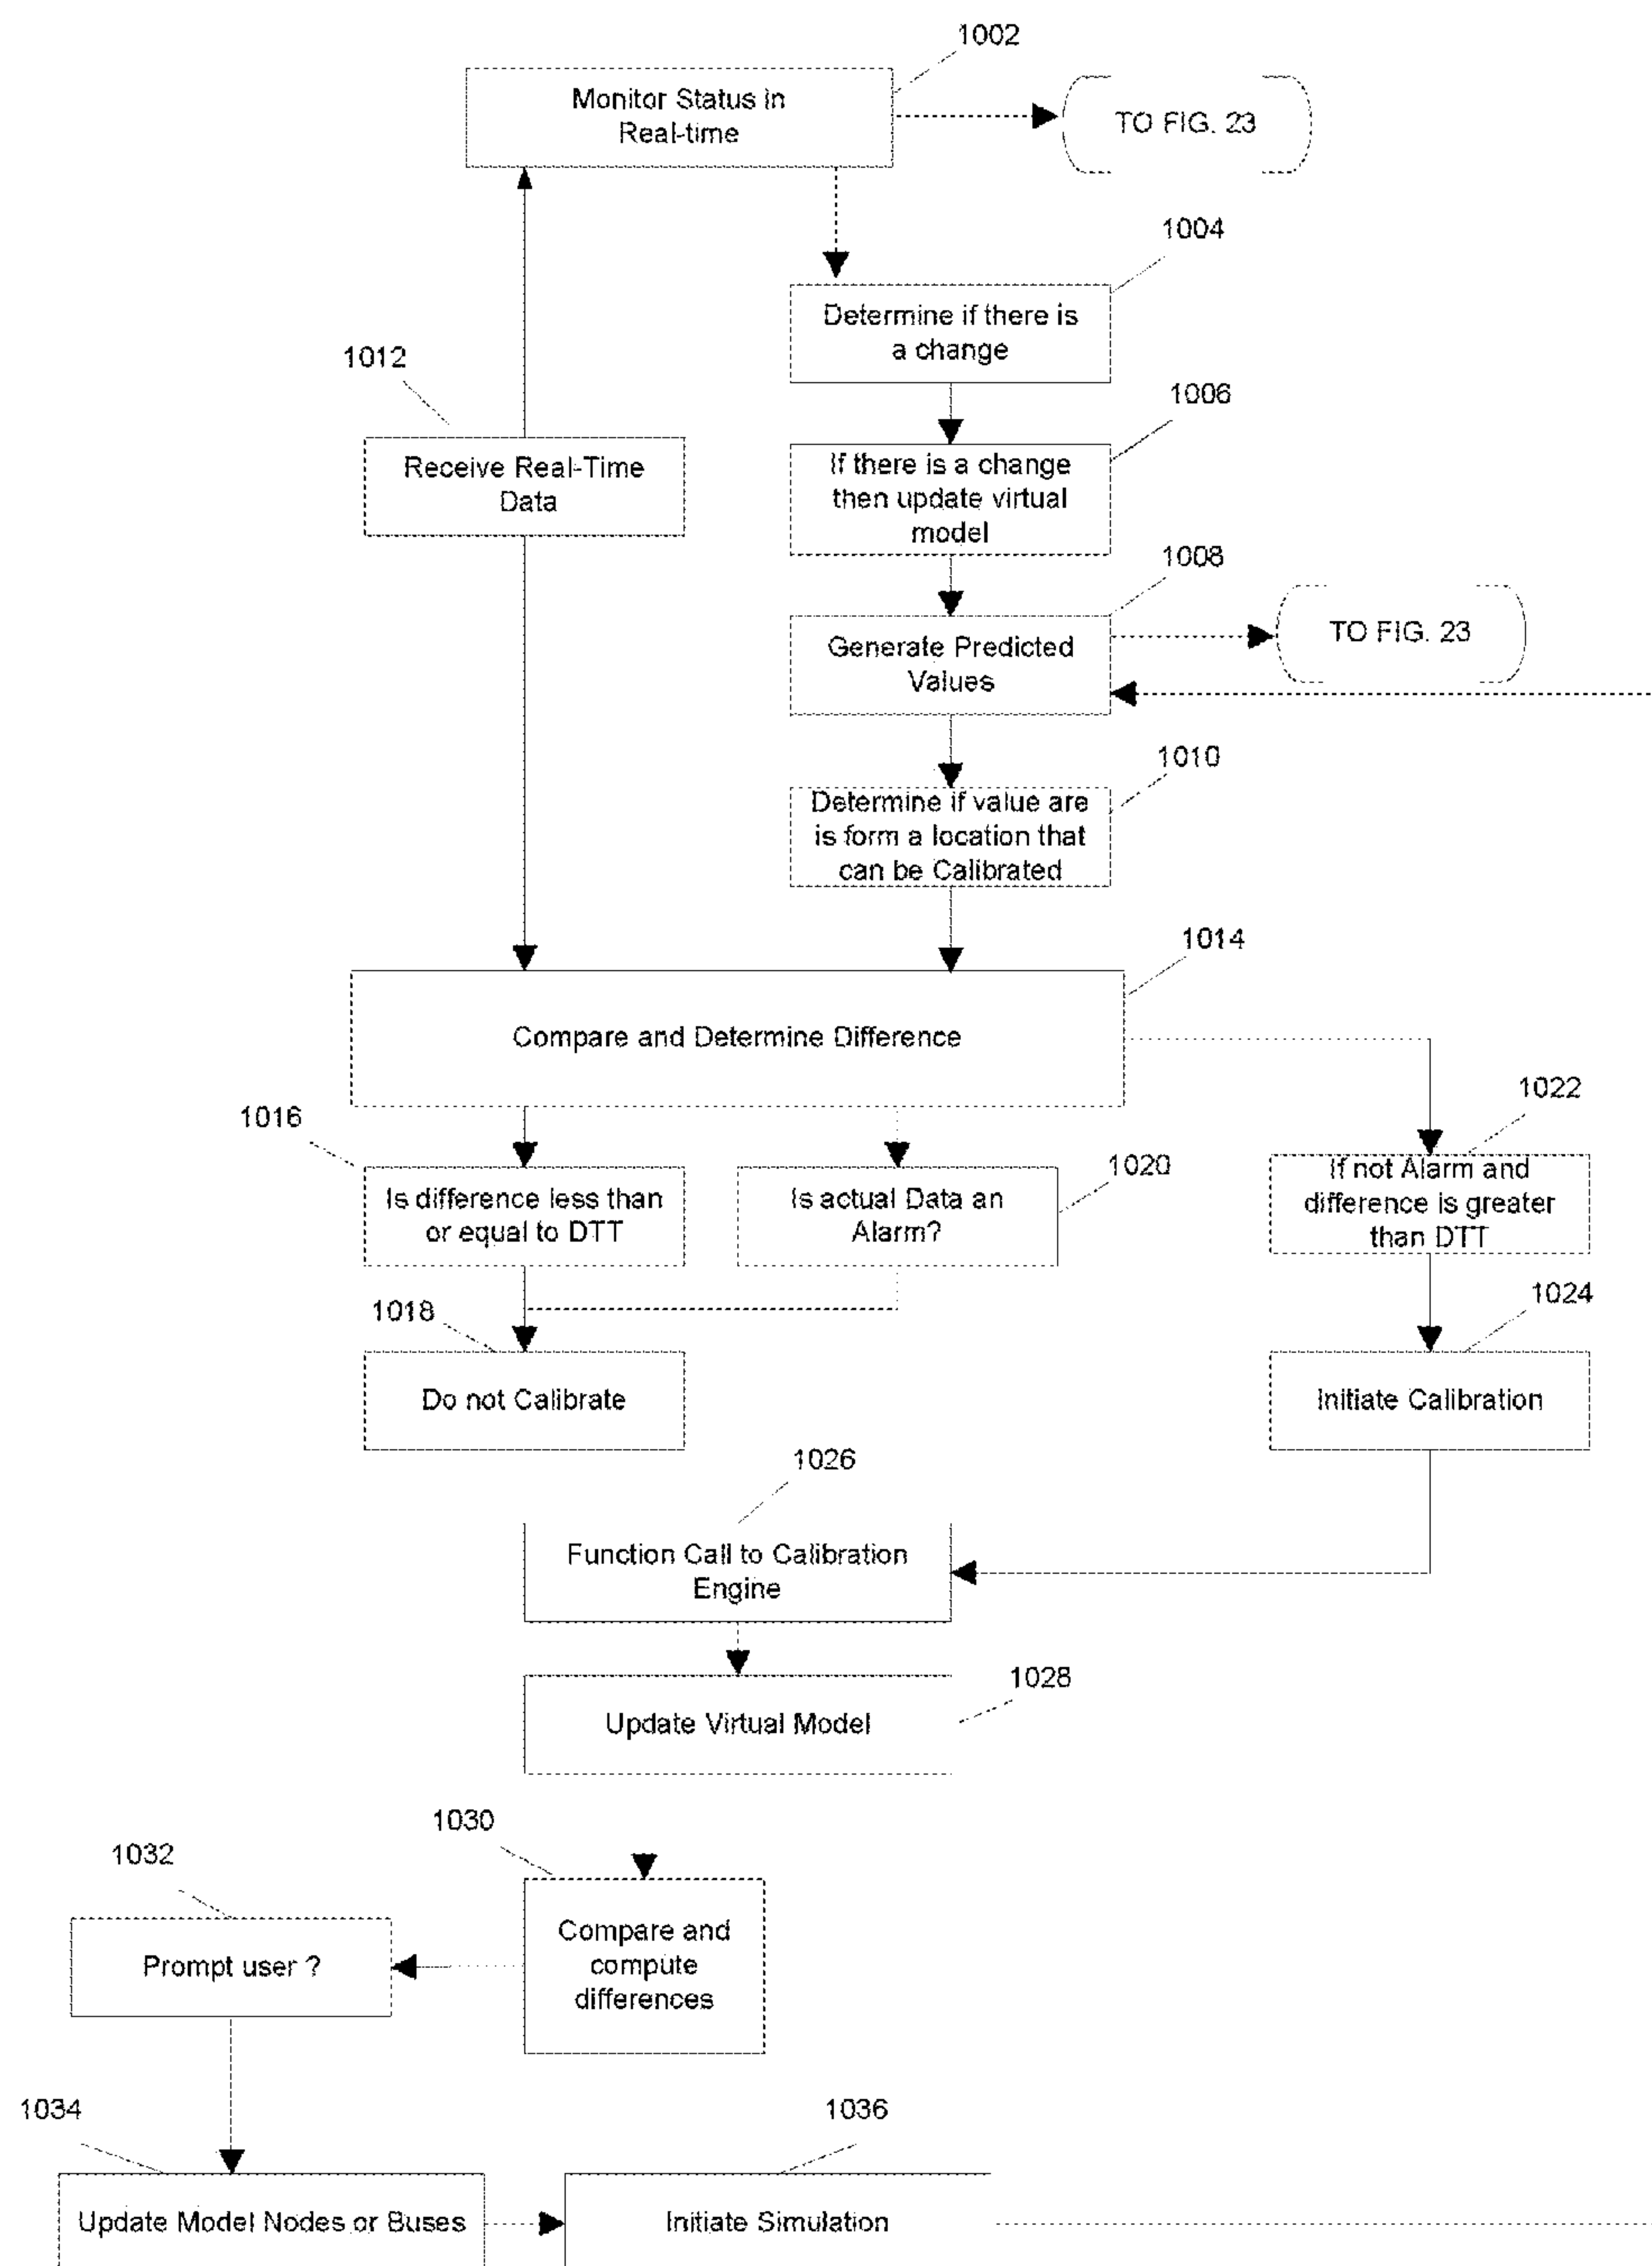 1002
Monitor Status in
Real-time
TO FIG. 23
1004
Determine if there is
a change
1012
Receive Real-Time
Data
1006
If there is a change
then update virtual
model
1008
Generate Predicted
Values
TO FIG. 23
1010
Determine if value are
is form a location that
can be Calibrated
1014
Compare and Determine Difference
1016
Is difference less than
or equal to DTT
1020
Is actual Data an
Alarm?
1022
If not Alarm and
difference is greater
than DTT
1018
Do not Calibrate
1024
Initiate Calibration
1026
Function Call to Calibration
Engine
1028
Update Virtual Model
1030
Compare and
compute
differences
1032
Prompt user ?
1034
Update Model Nodes or Buses
1036
Initiate Simulation